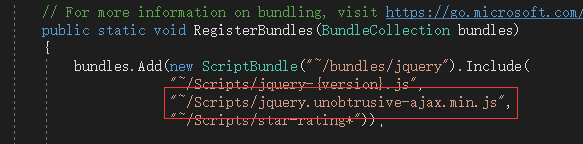 // For more information on bundling, visit https://go.microsoft.com/
public static void RegisterBundles(BundleCollection bundles)
{
bundles.Add(new ScriptBundle("~/bundles/jquery").Include(
"~/Scripts/jquery-{version}.js",
"~/Scripts/jquery.unobtrusive-ajax.min.js",
"~/Scripts/star-rating*"));